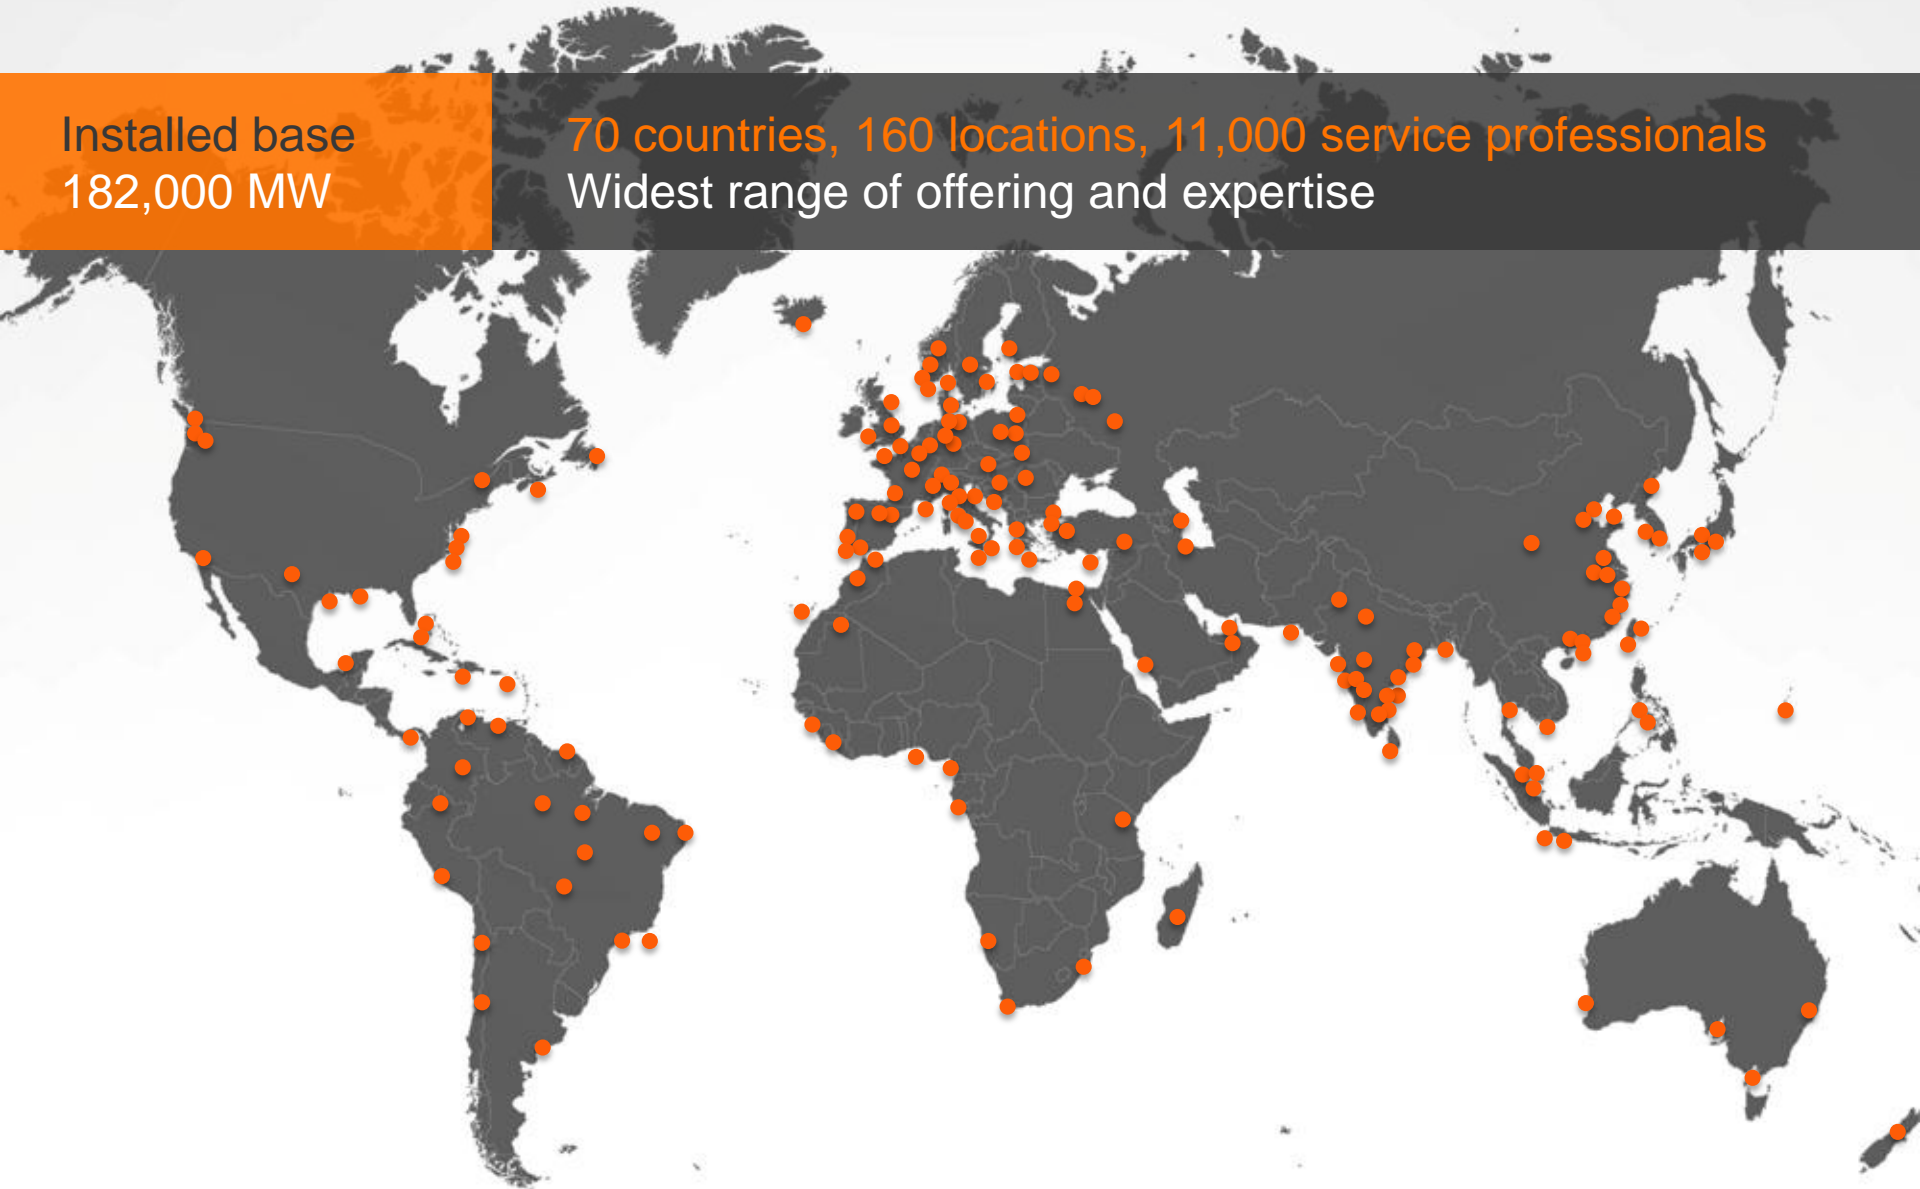 Installed base
182,000 MW
70 countries, 160 locations, 11,000 service professionals
Widest range of offering and expertise